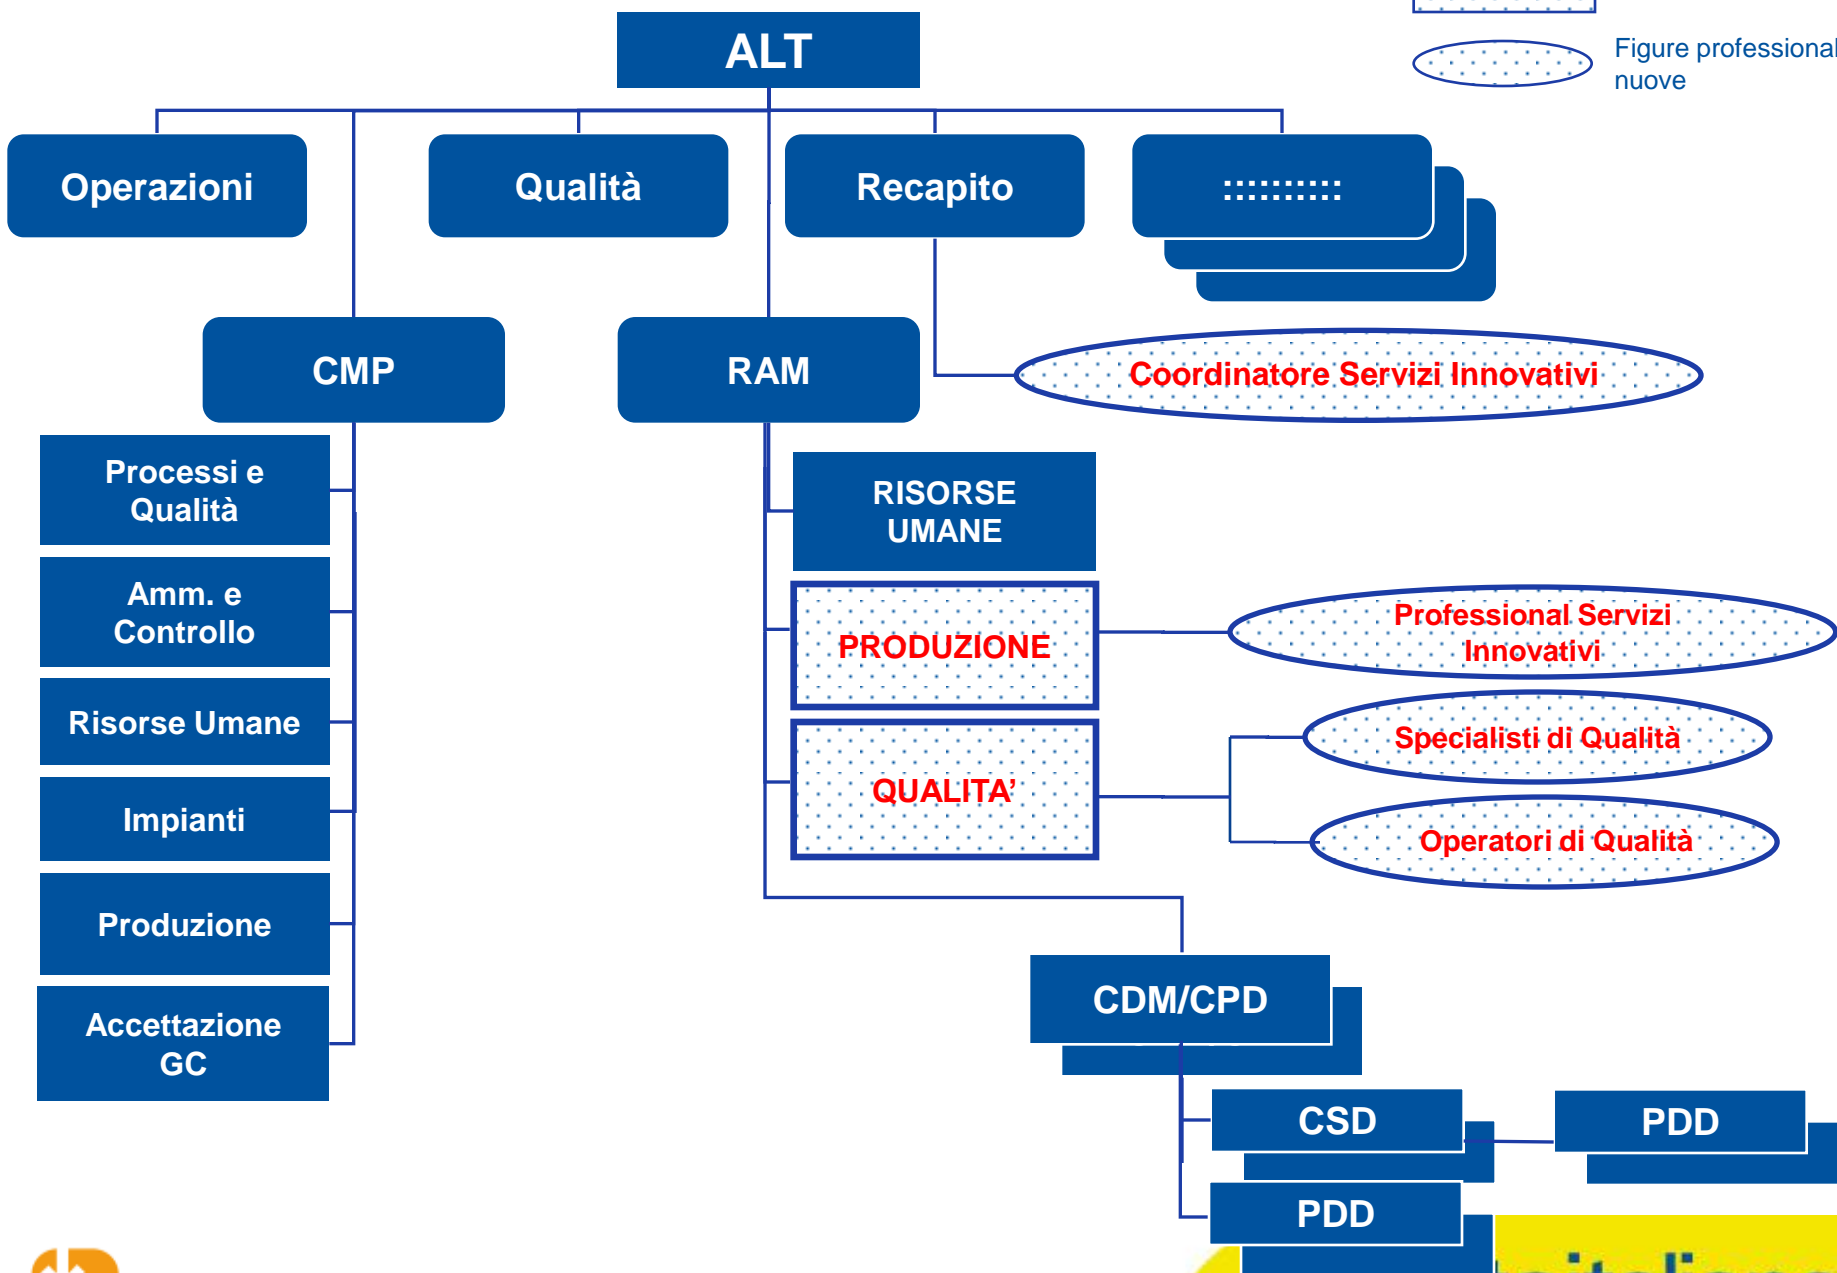 ALT
Figure professional
nuove
Operazioni
Qualità
Recapito
::::::::::
CMP
RAM
Coordinatore Servizi Innovativi
Processi e
Qualità
Amm. e
Controllo
Risorse Umane
Impianti
Produzione
Accettazione
GC
RISORSE
UMANE
PRODUZIONE
Professional Servizi
Innovativi
QUALITA’
Specialisti di Qualità
Operatori di Qualità
CDM/CPD
CSD
PDD
PDD